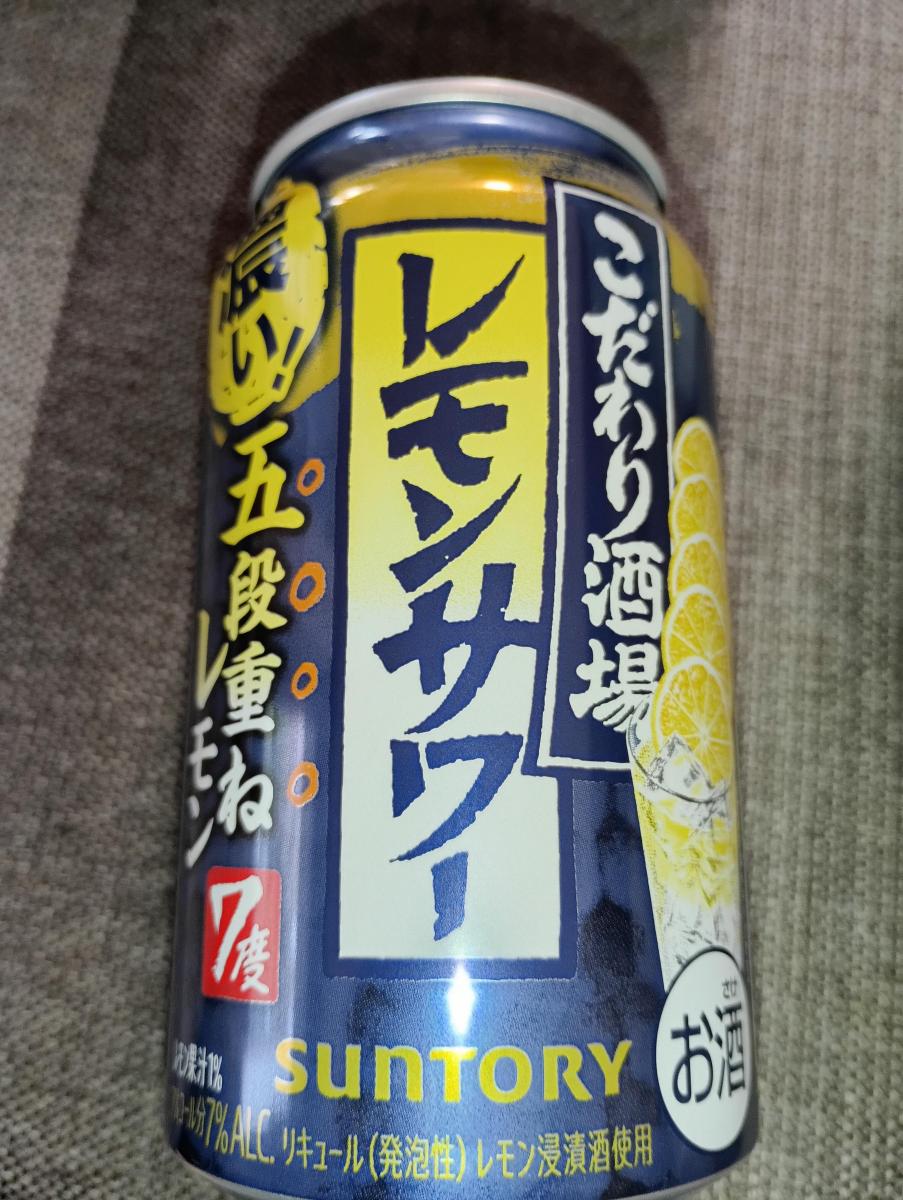 こだわり酒場
レモンサワー
濃い!
五段重ね
レモン
7度
SUNTORY
さけ
お酒
レモン果汁1%
アルコール分7%ALC.
リキュール(発泡性) レモン浸漬酒使用